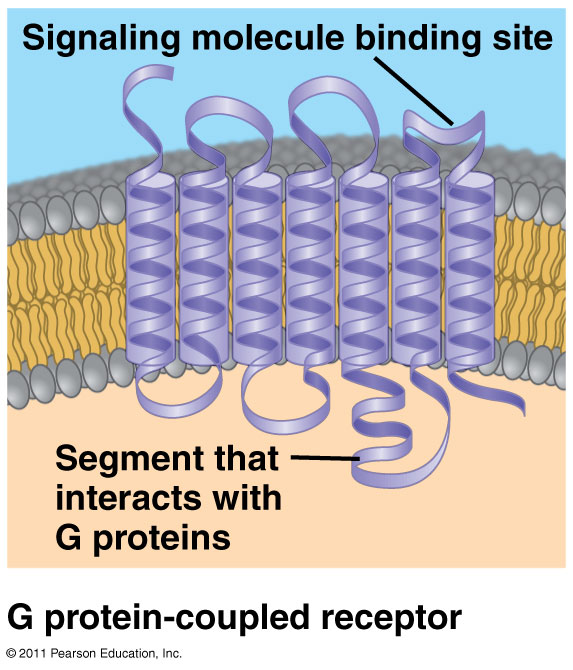 Signaling molecule binding site
Segment that
interacts with
G proteins
G protein-coupled receptor
© 2011 Pearson Education, Inc.